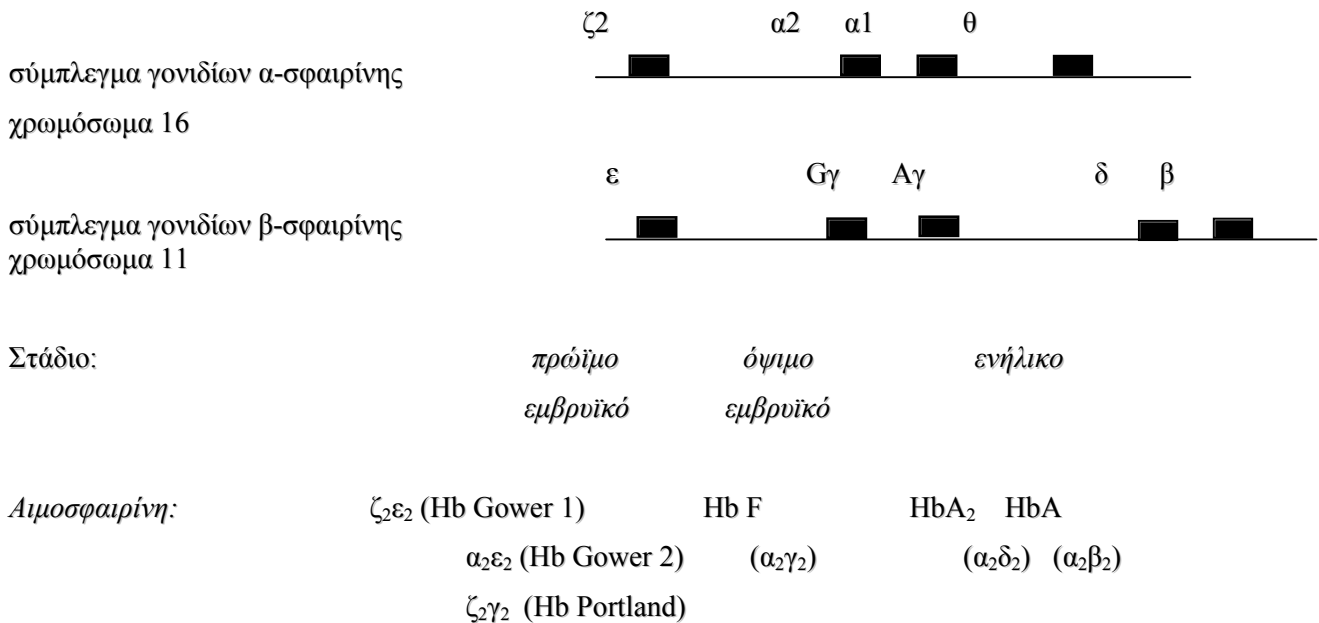 ζ2 α2 α1 θ
σύμπλεγμα γονιδίων α-σφαιρίνης
χρωμόσωμα 16
ε Gγ Αγ δ β
σύμπλεγμα γονιδίων β-σφαιρίνης
χρωμόσωμα 11
Στάδιο: πρώϊμο όψιμο ενήλικο
εμβρυϊκό εμβρυϊκό
Αιμοσφαιρίνη: ζ₂ε₂ (Hb Gower 1) Hb F HbA₂ HbA
α₂ε₂ (Hb Gower 2) (α₂γ₂) (α₂δ₂) (α₂β₂)
ζ₂γ₂ (Hb Portland)